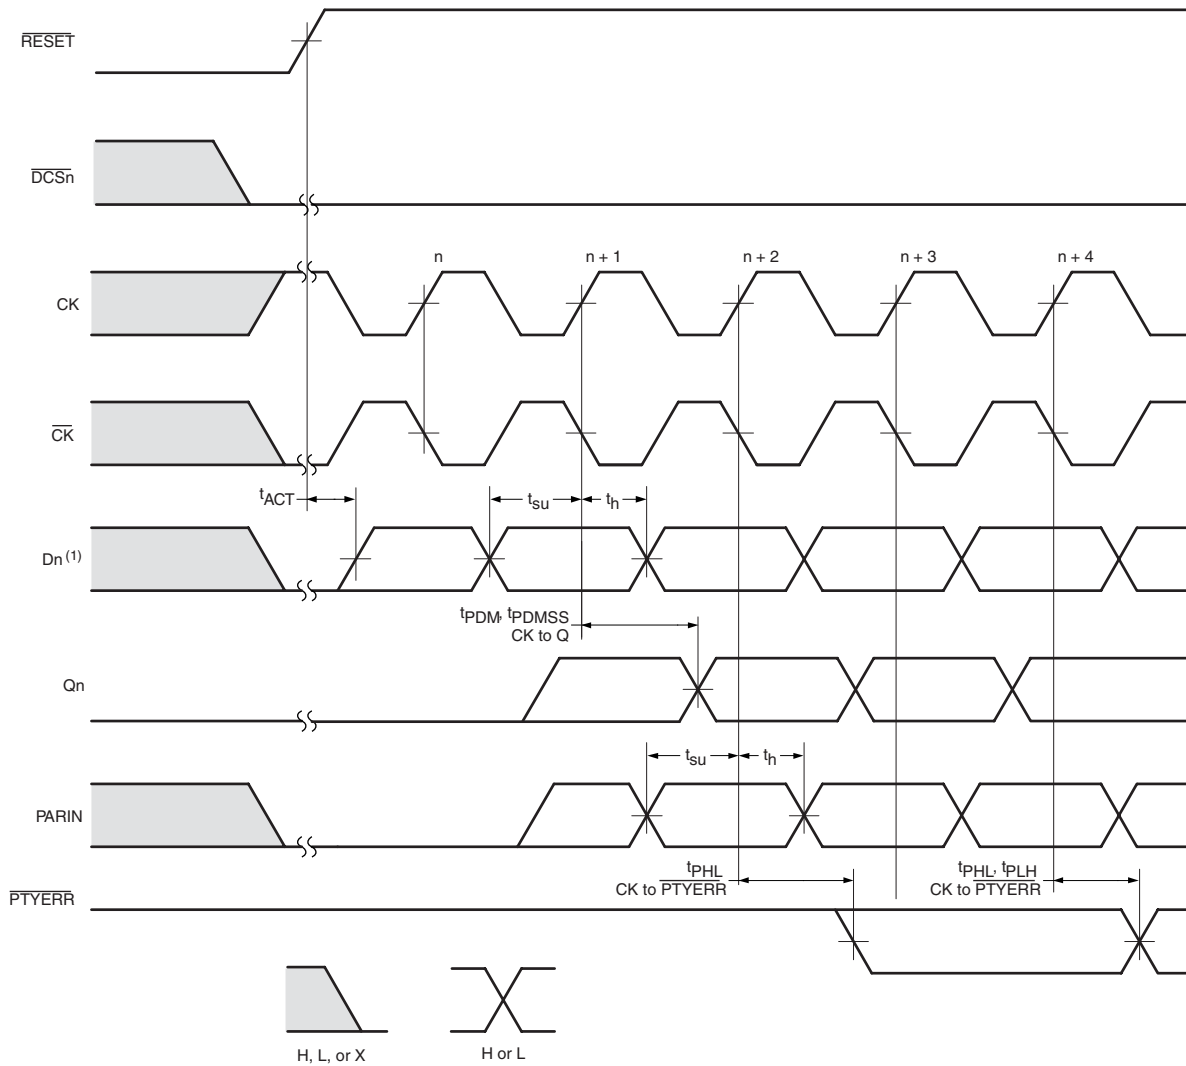 RESET
DCSn
n n + 1 n + 2 n + 3 n + 4
CK
CK
tACT tsu th
Dn(1)
tPDM, tPDMSS
CK to Q
Qn
tsu th
PARIN
tPHL
CK to PTYERR
tPHL, tPLH
CK to PTYERR
PTYERR
H, L, or X
H or L